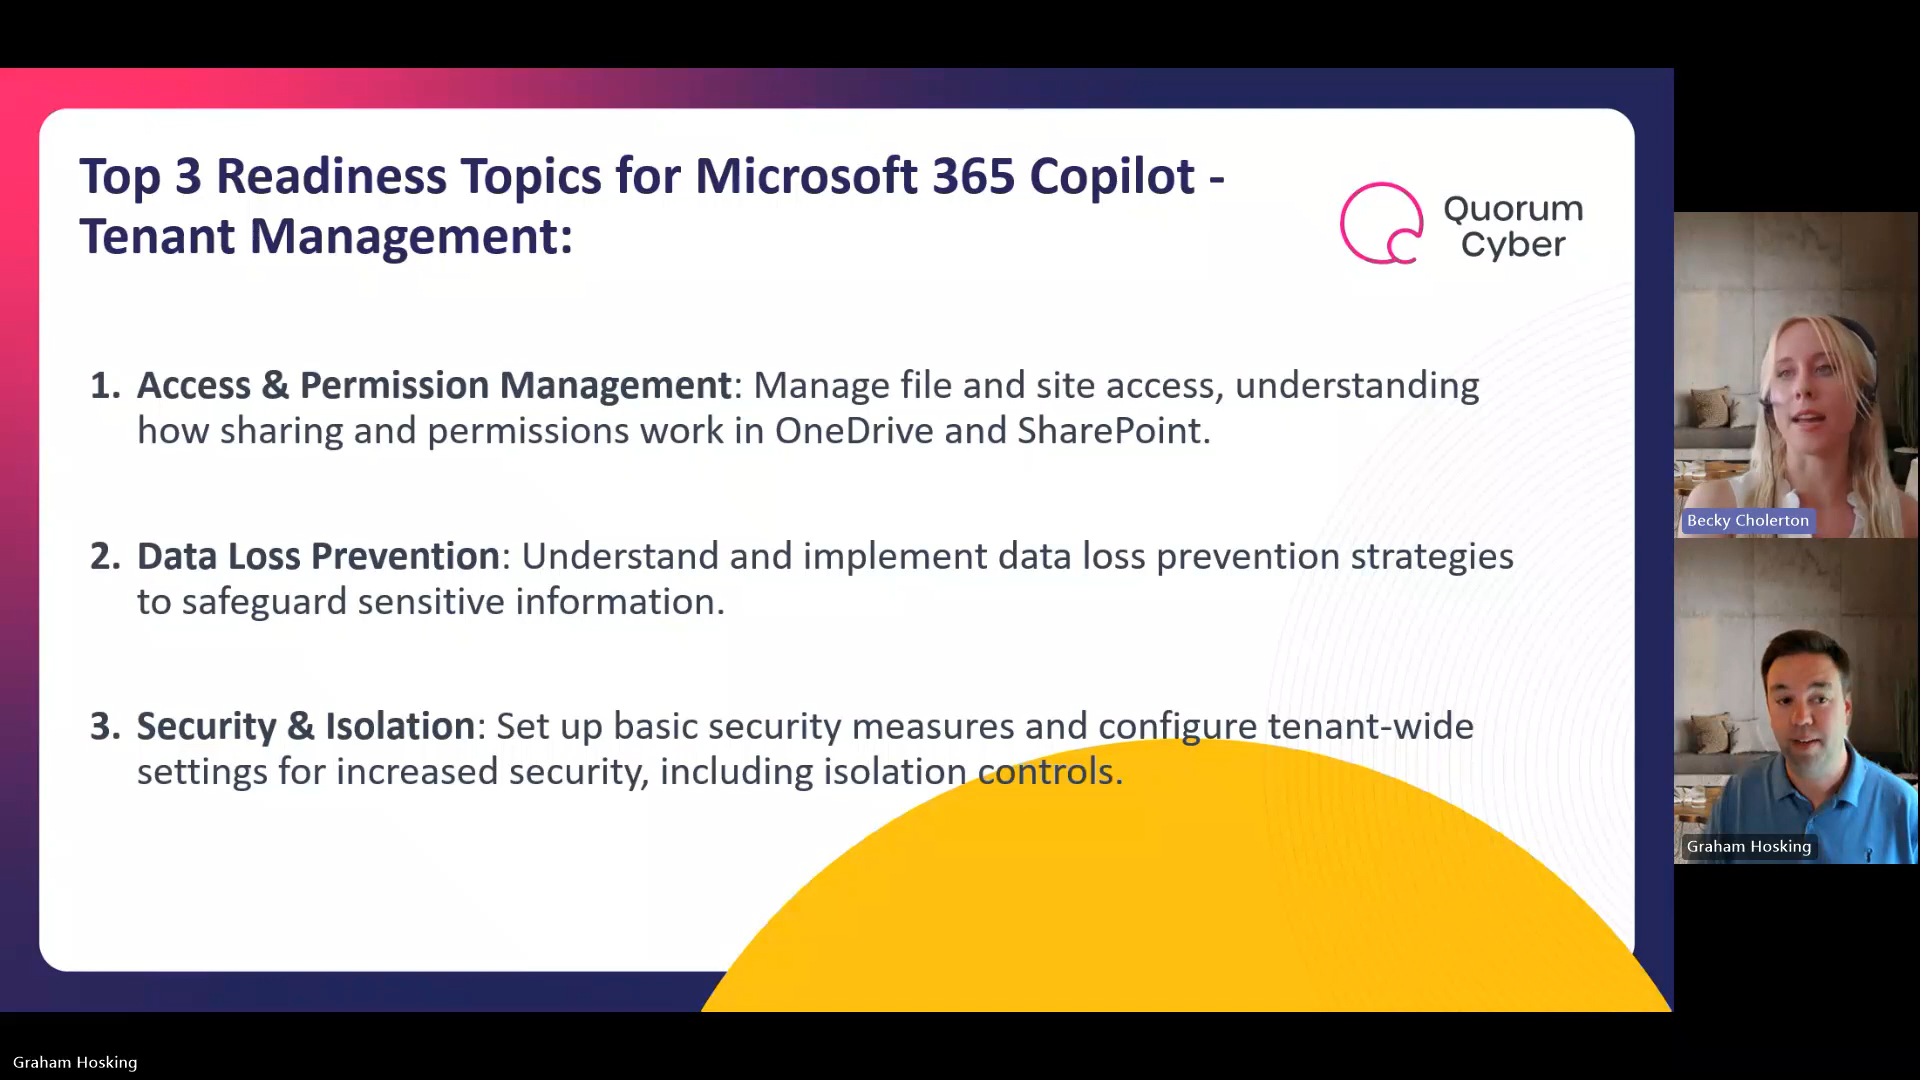 Top 3 Readiness Topics for Microsoft 365 Copilot -
Tenant Management:
Quorum
Cyber
1. Access & Permission Management: Manage file and site access, understanding
how sharing and permissions work in OneDrive and SharePoint.
2. Data Loss Prevention: Understand and implement data loss prevention strategies
to safeguard sensitive information.
3. Security & Isolation: Set up basic security measures and configure tenant-wide
settings for increased security, including isolation controls.
Becky Cholerton
Graham Hosking
Graham Hosking